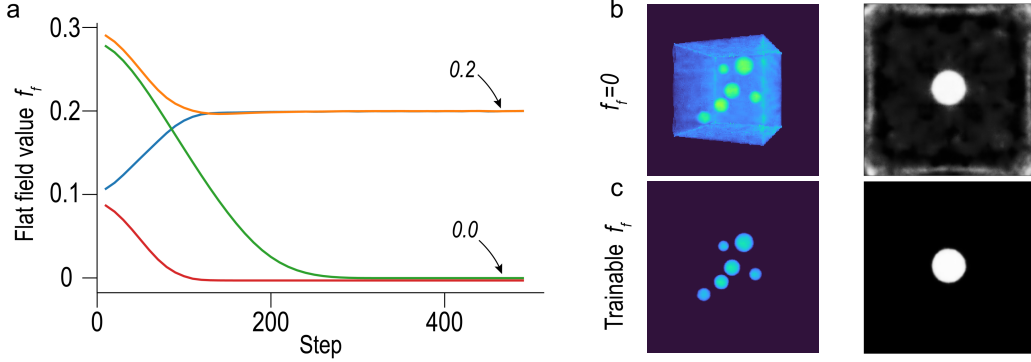 a
Flat field value f_f
0.3
0.2
0.1
0
0.2
0.0
0
200
400
Step
b
f_f=0
c
Trainable f_f